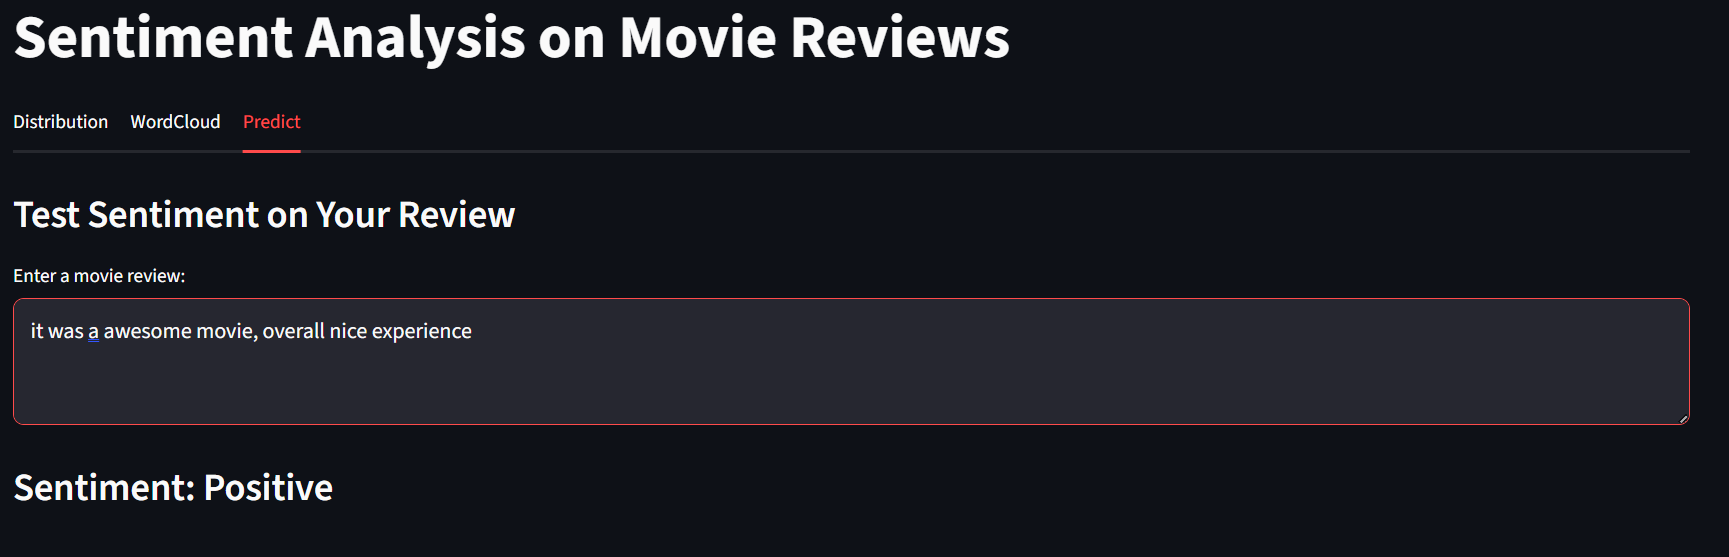 Sentiment Analysis on Movie Reviews
Distribution WordCloud Predict
Test Sentiment on Your Review
Enter a movie review:
it was a awesome movie, overall nice experience
Sentiment: Positive